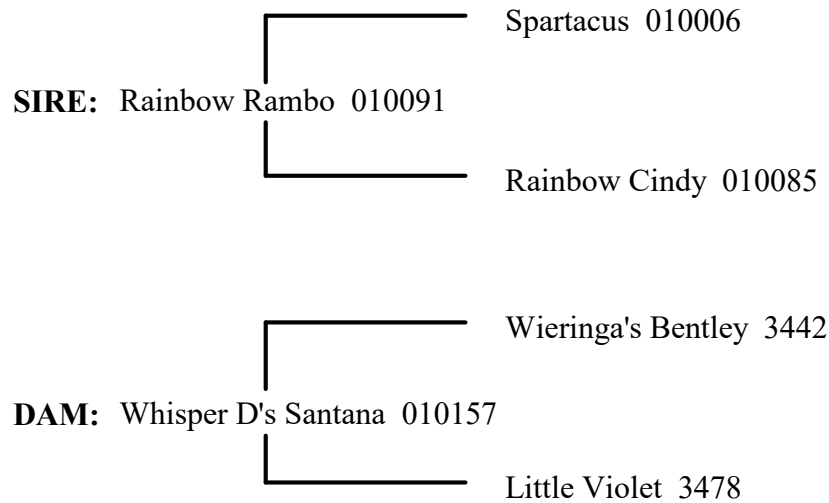 Spartacus 010006
SIRE: Rainbow Rambo 010091
Rainbow Cindy 010085
Wieringa's Bentley 3442
DAM: Whisper D's Santana 010157
Little Violet 3478